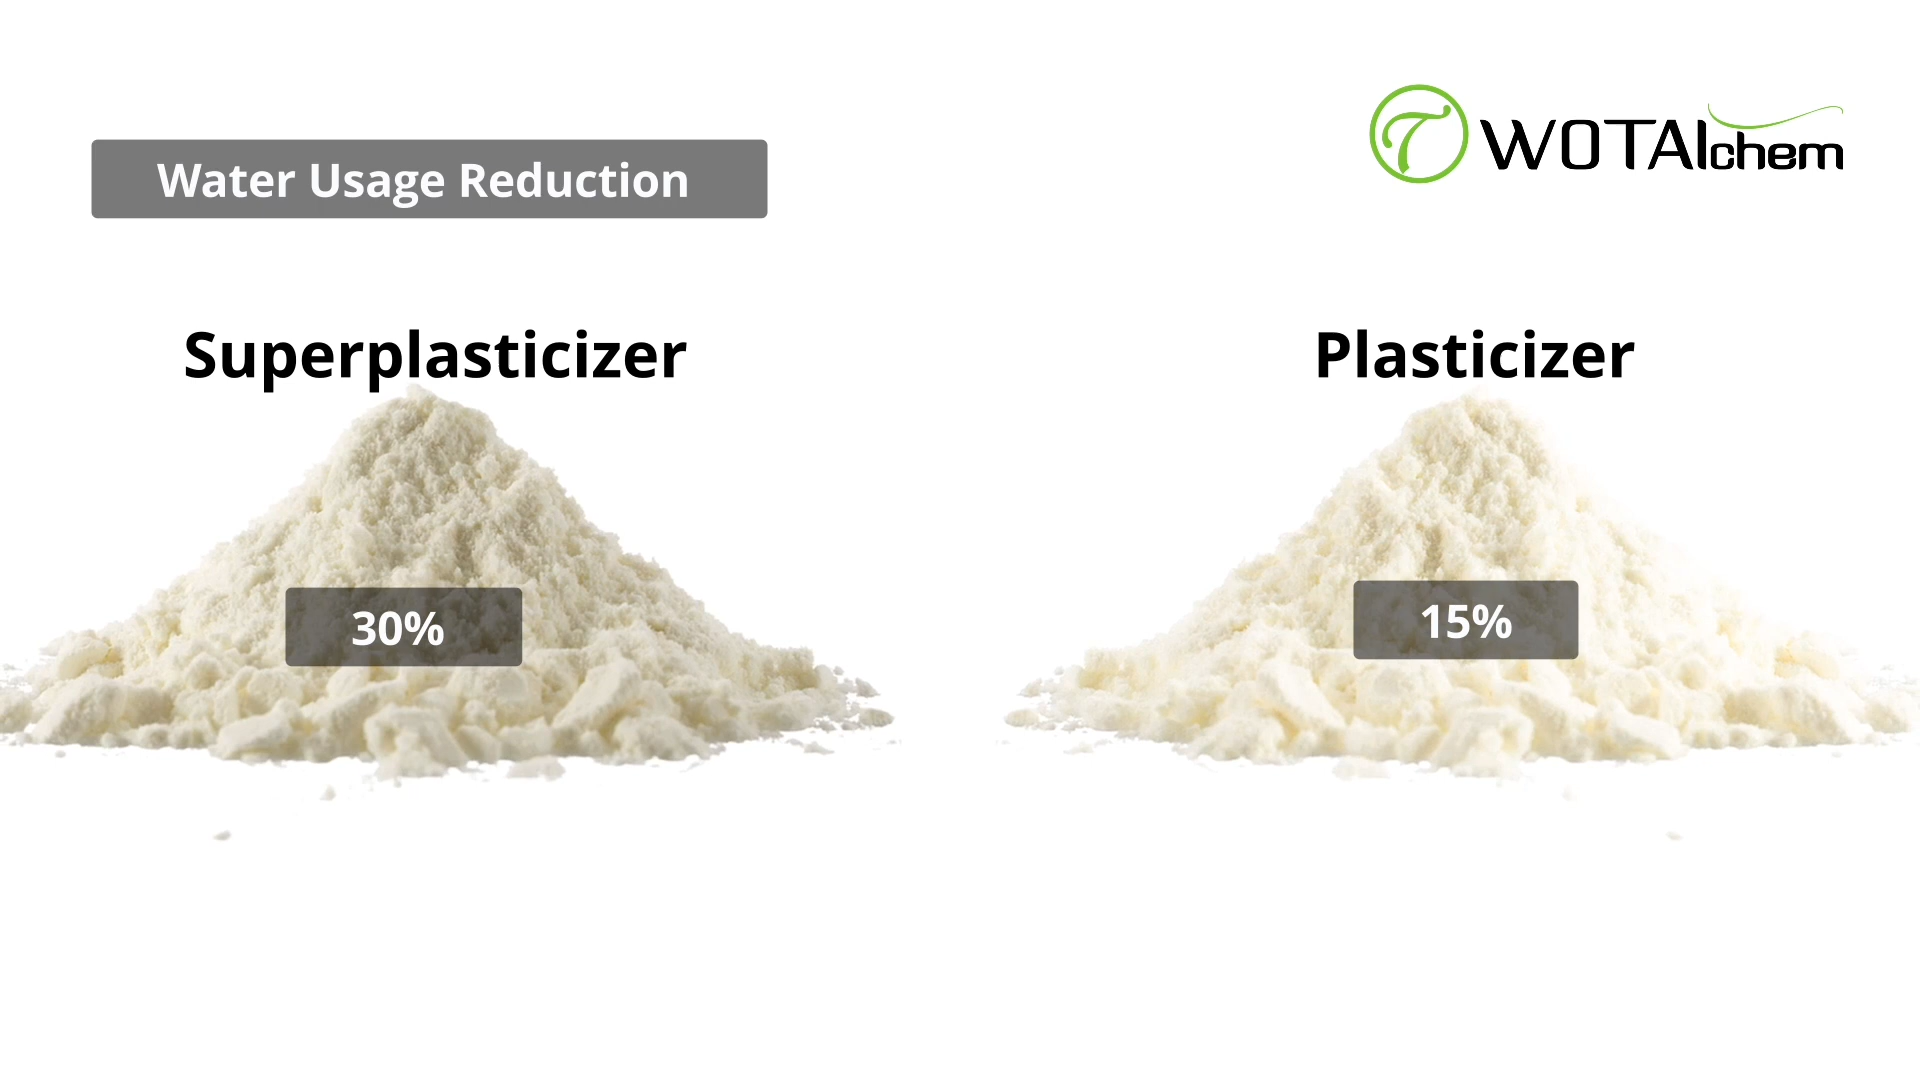 WOTAIchem
Water Usage Reduction
Superplasticizer
Plasticizer
30%
15%